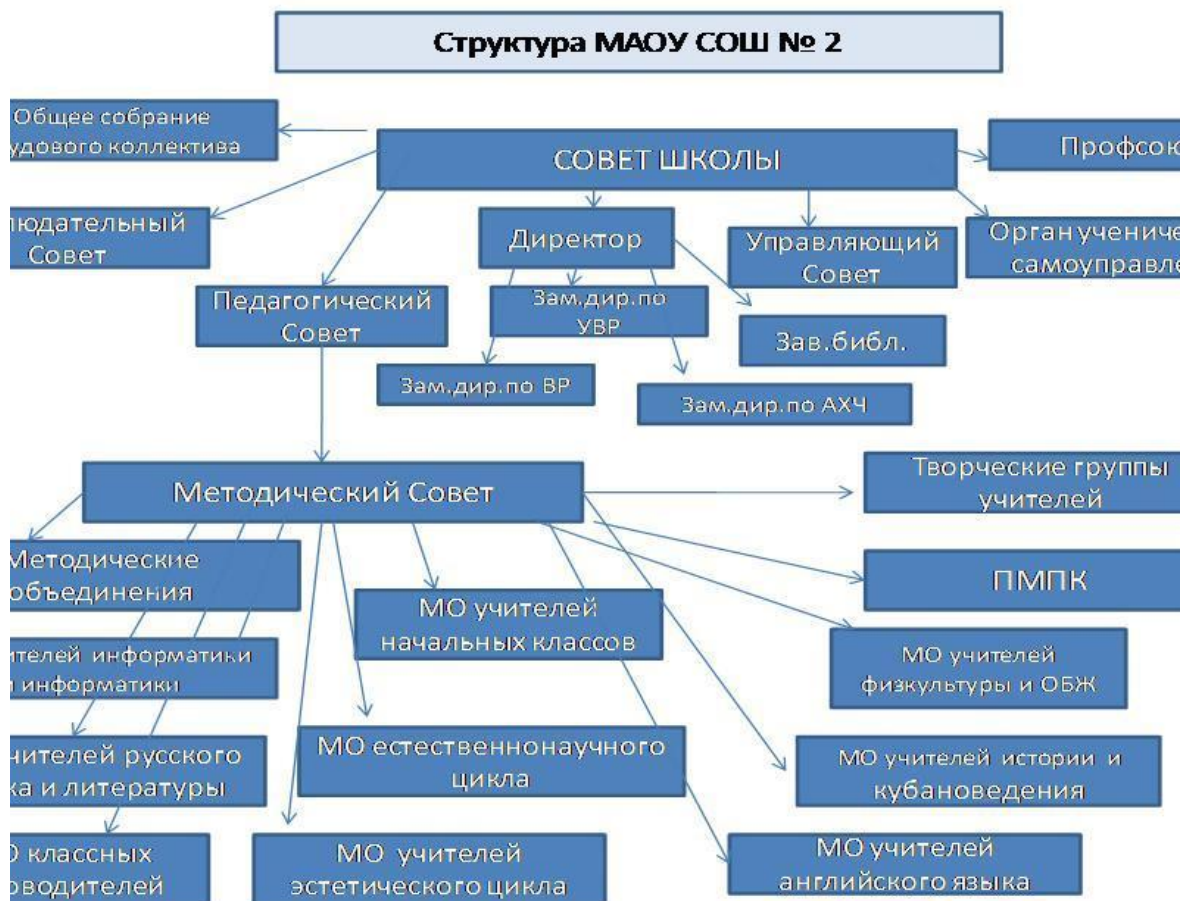 Структура МАОУ СОШ № 2
Общее собрание
удового коллектива
СОВЕТ ШКОЛЫ
Профсою
людательный
Совет
Директор
Управляющий
Совет
Орган учениче
самоуправле
Педагогический
Совет
Зам.дир.по
УВР
Зав.библ.
Зам.дир.по ВР
Зам.дир.по АХЧ
Методический Совет
Творческие группы
учителей
Методические
объединения
ПМПК
МО учителей
начальных классов
ителей информатики
и информатики
МО учителей
физкультуры и ОБЖ
чителей русского
ка и литературы
МО естественнонаучного
цикла
МО учителей истории и
кубановедения
О классных
оводителей
МО учителей
эстетического цикла
МО учителей
английского языка